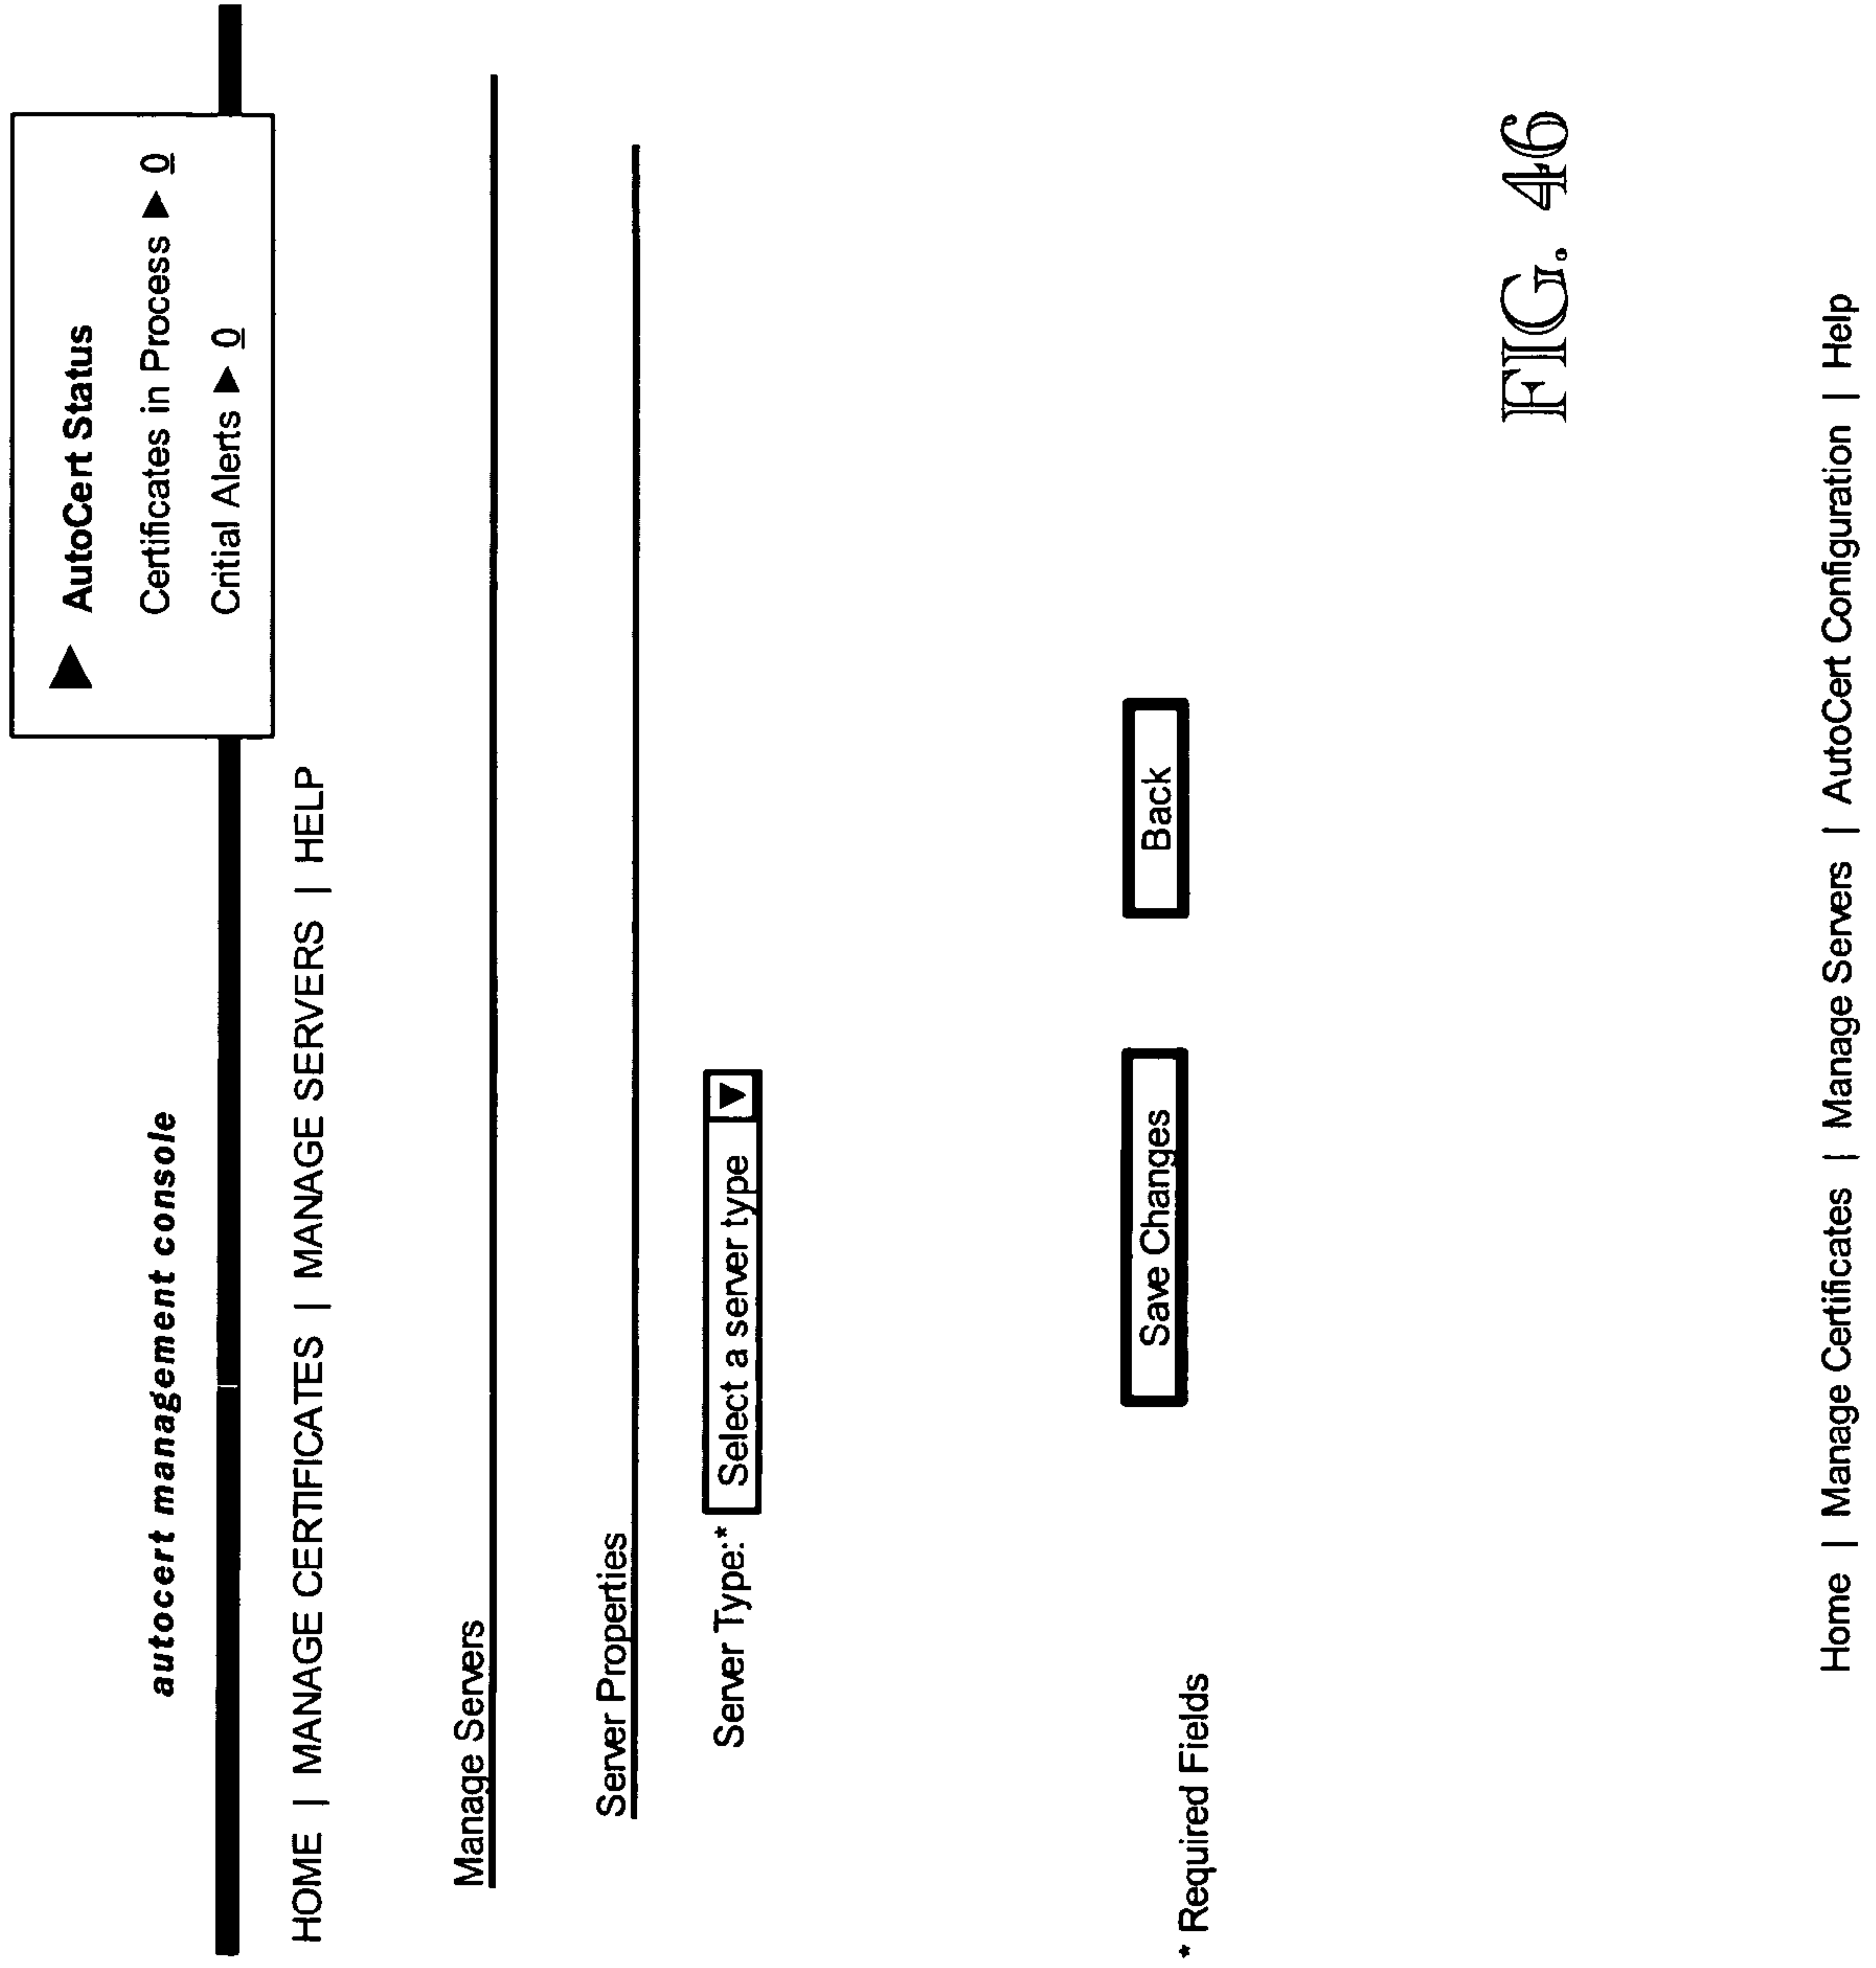 AutoCert Status
Certificates in Process ▶ 0
Critial Alerts ▶ 0
autocert management console
HOME | MANAGE CERTIFICATES | MANAGE SERVERS | HELP
Manage Servers
Server Properties
Server Type:* Select a server type
Save Changes Back
* Required Fields
FIG. 46
Home | Manage Certificates | Manage Servers | AutoCert Configuration | Help